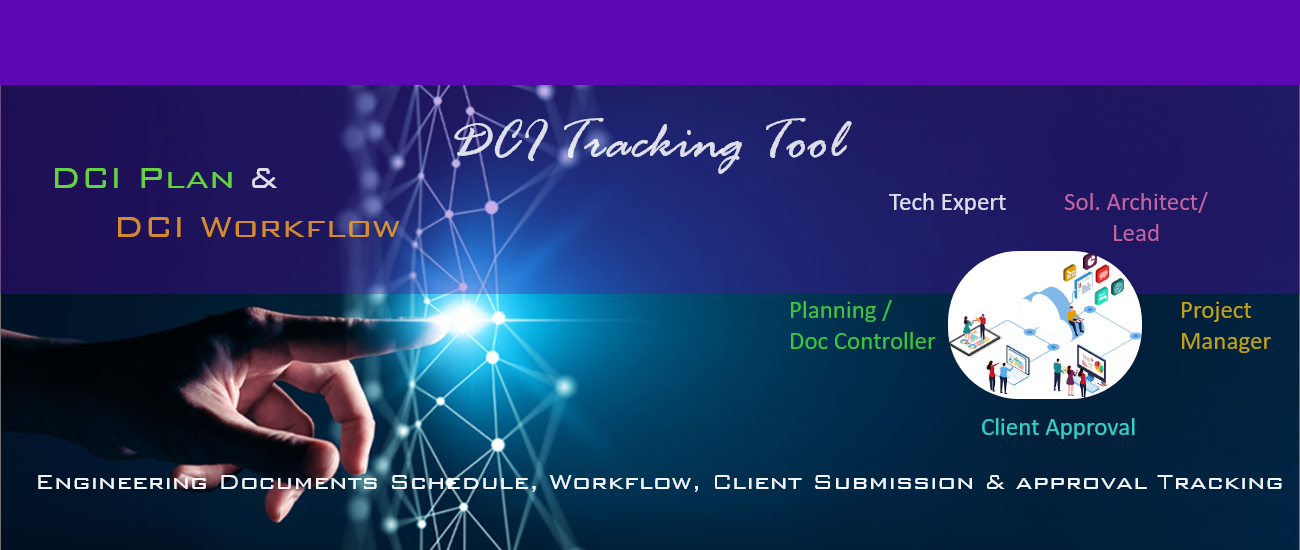 DCI Tracking Tool
DCI Plan &
DCI Workflow
Tech Expert
Sol. Architect/
Lead
Planning /
Doc Controller
Project
Manager
Client Approval
Engineering Documents Schedule, Workflow, Client Submission & approval Tracking